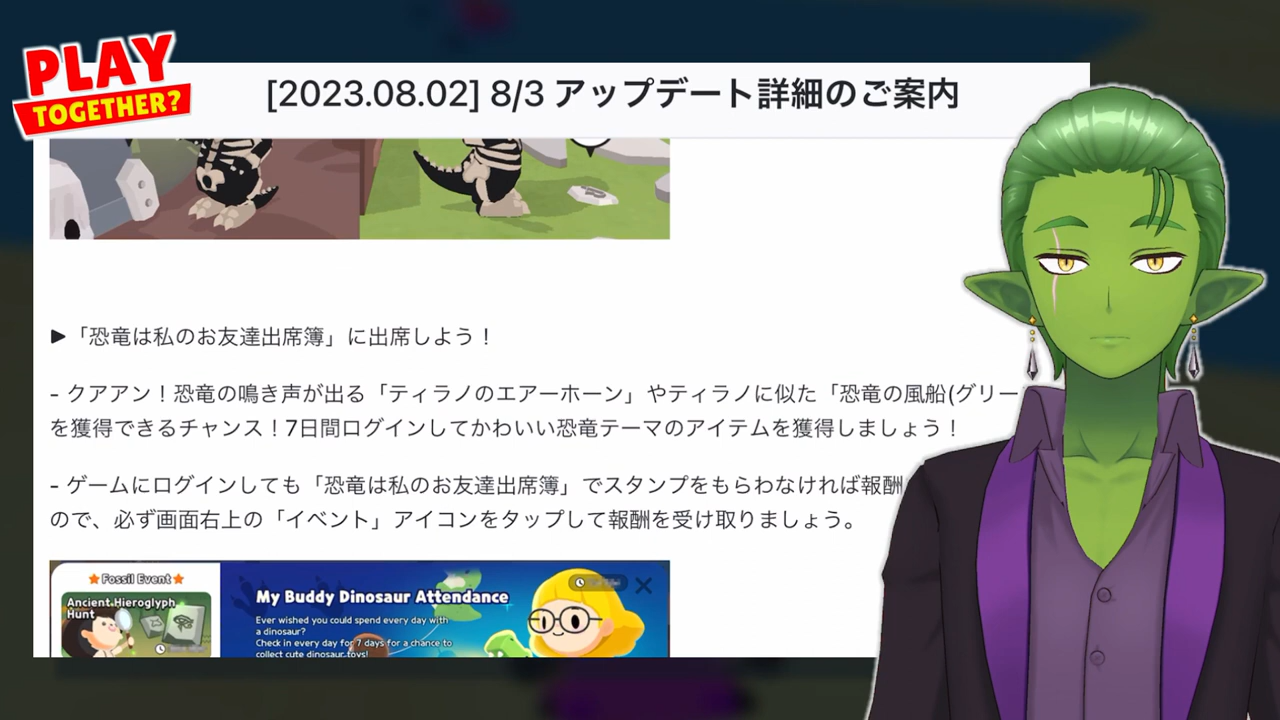 PLAY
TOGETHER?
[2023.08.02] 8/3 アップデート詳細のご案内
▶「恐竜は私のお友達出席簿」に出席しよう！
- クアアン！恐竜の鳴き声が出る「ティラノのエアーホーン」やティラノに似た「恐竜の風船(グリー
を獲得できるチャンス！7日間ログインしてかわいい恐竜テーマのアイテムを獲得しましょう！
- ゲームにログインしても「恐竜は私のお友達出席簿」でスタンプをもらわなければ報酬
ので、必ず画面右上の「イベント」アイコンをタップして報酬を受け取りましょう。
Fossil Event
Ancient Hieroglyph
Hunt
My Buddy Dinosaur Attendance
Ever wished you could spend every day with
a dinosaur?
Check in every day for 7 days for a chance to
collect cute dinosaur toys!